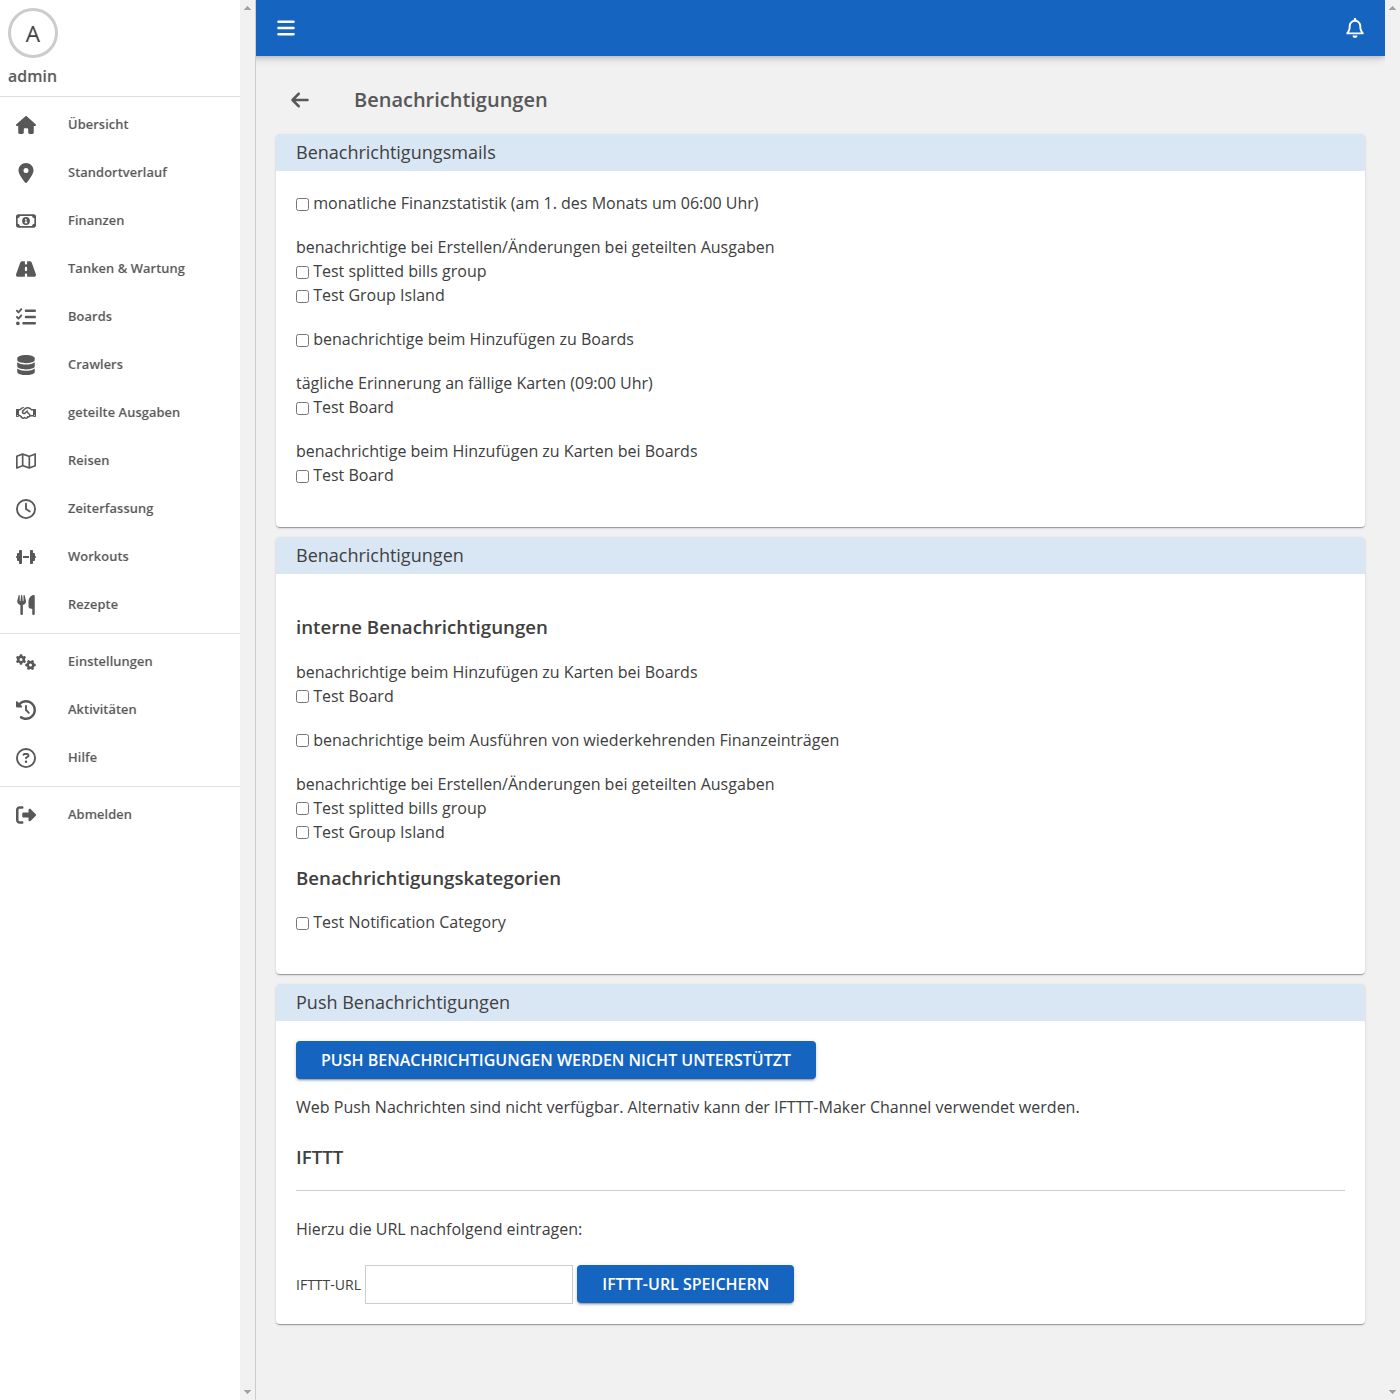 A
admin
Übersicht
Standortverlauf
Finanzen
Tanken & Wartung
Boards
Crawlers
geteilte Ausgaben
Reisen
Zeiterfassung
Workouts
Rezepte
Einstellungen
Aktivitäten
Hilfe
Abmelden
Benachrichtigungen
Benachrichtigungsmails
monatliche Finanzstatistik (am 1. des Monats um 06:00 Uhr)
benachrichtige bei Erstellen/Änderungen bei geteilten Ausgaben
Test splitted bills group
Test Group Island
benachrichtige beim Hinzufügen zu Boards
tägliche Erinnerung an fällige Karten (09:00 Uhr)
Test Board
benachrichtige beim Hinzufügen zu Karten bei Boards
Test Board
Benachrichtigungen
interne Benachrichtigungen
benachrichtige beim Hinzufügen zu Karten bei Boards
Test Board
benachrichtige beim Ausführen von wiederkehrenden Finanzeinträgen
benachrichtige bei Erstellen/Änderungen bei geteilten Ausgaben
Test splitted bills group
Test Group Island
Benachrichtigungskategorien
Test Notification Category
Push Benachrichtigungen
PUSH BENACHRICHTIGUNGEN WERDEN NICHT UNTERSTÜTZT
Web Push Nachrichten sind nicht verfügbar. Alternativ kann der IFTTT-Maker Channel verwendet werden.
IFTTT
Hierzu die URL nachfolgend eintragen:
IFTTT-URL IFTTT-URL SPEICHERN